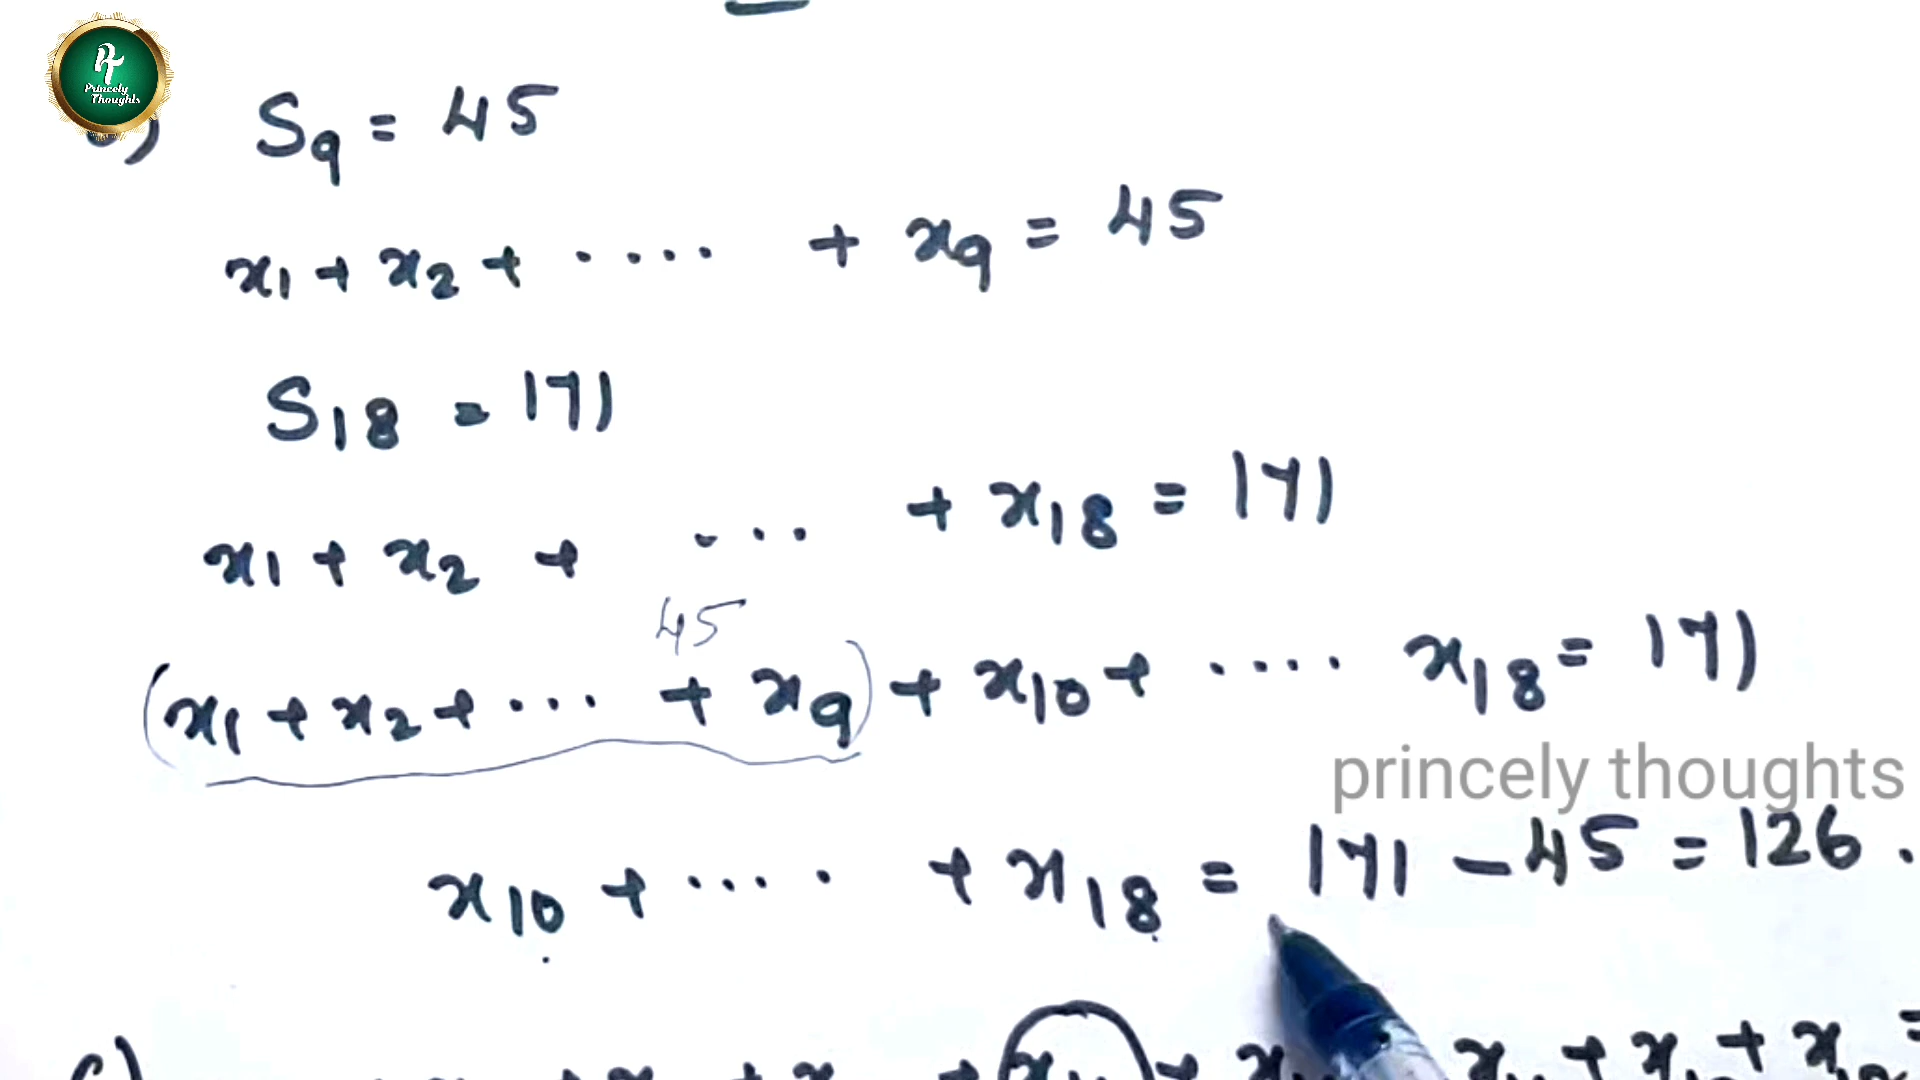 PT
Princely
Thoughts
)
S₉ = 45
x₁ + x₂ + .... + x₉ = 45
S₁₈ = 171
x₁ + x₂ + ... + x₁₈ = 171
45
(x₁ + x₂ + ... + x₉) + x₁₀ + .... x₁₈ = 171
princely thoughts
x₁₀ + .... + x₁₈ = 171 - 45 = 126.
c)